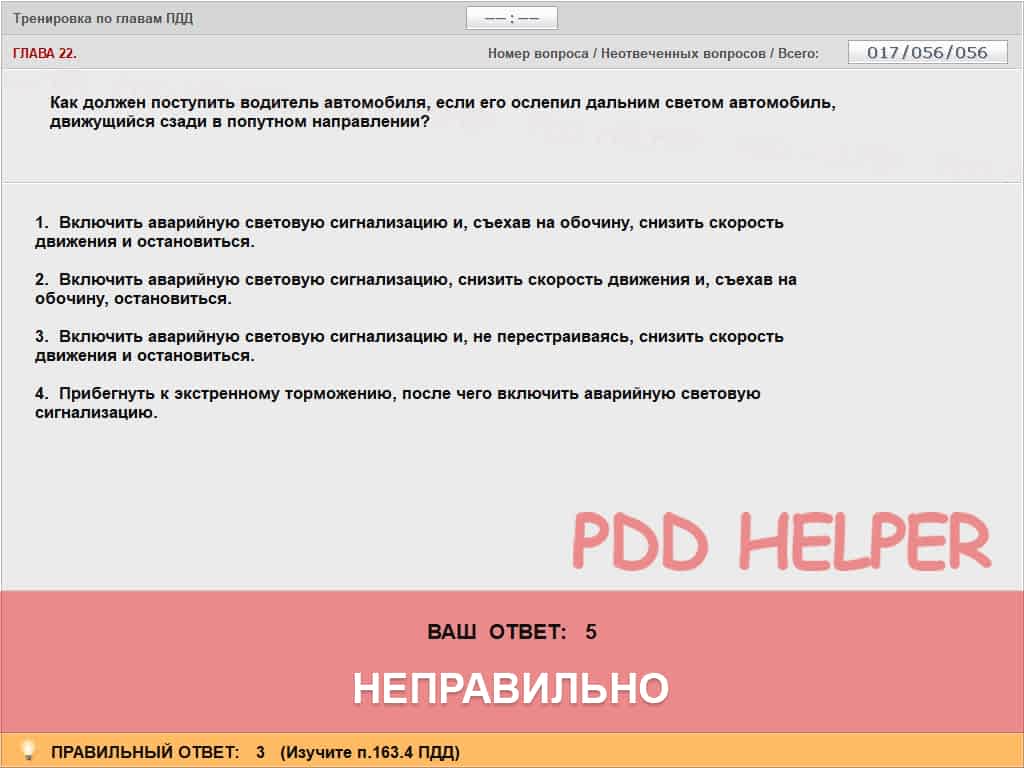 Тренировка по главам ПДД
–– : ––
ГЛАВА 22.
Номер вопроса / Неотвеченных вопросов / Всего:
017/056/056
Как должен поступить водитель автомобиля, если его ослепил дальним светом автомобиль,
движущийся сзади в попутном направлении?
1. Включить аварийную световую сигнализацию и, съехав на обочину, снизить скорость
движения и остановиться.
2. Включить аварийную световую сигнализацию, снизить скорость движения и, съехав на
обочину, остановиться.
3. Включить аварийную световую сигнализацию и, не перестраиваясь, снизить скорость
движения и остановиться.
4. Прибегнуть к экстренному торможению, после чего включить аварийную световую
сигнализацию.
PDD HELPER
ВАШ ОТВЕТ: 5
НЕПРАВИЛЬНО
ПРАВИЛЬНЫЙ ОТВЕТ: 3 (Изучите п.163.4 ПДД)